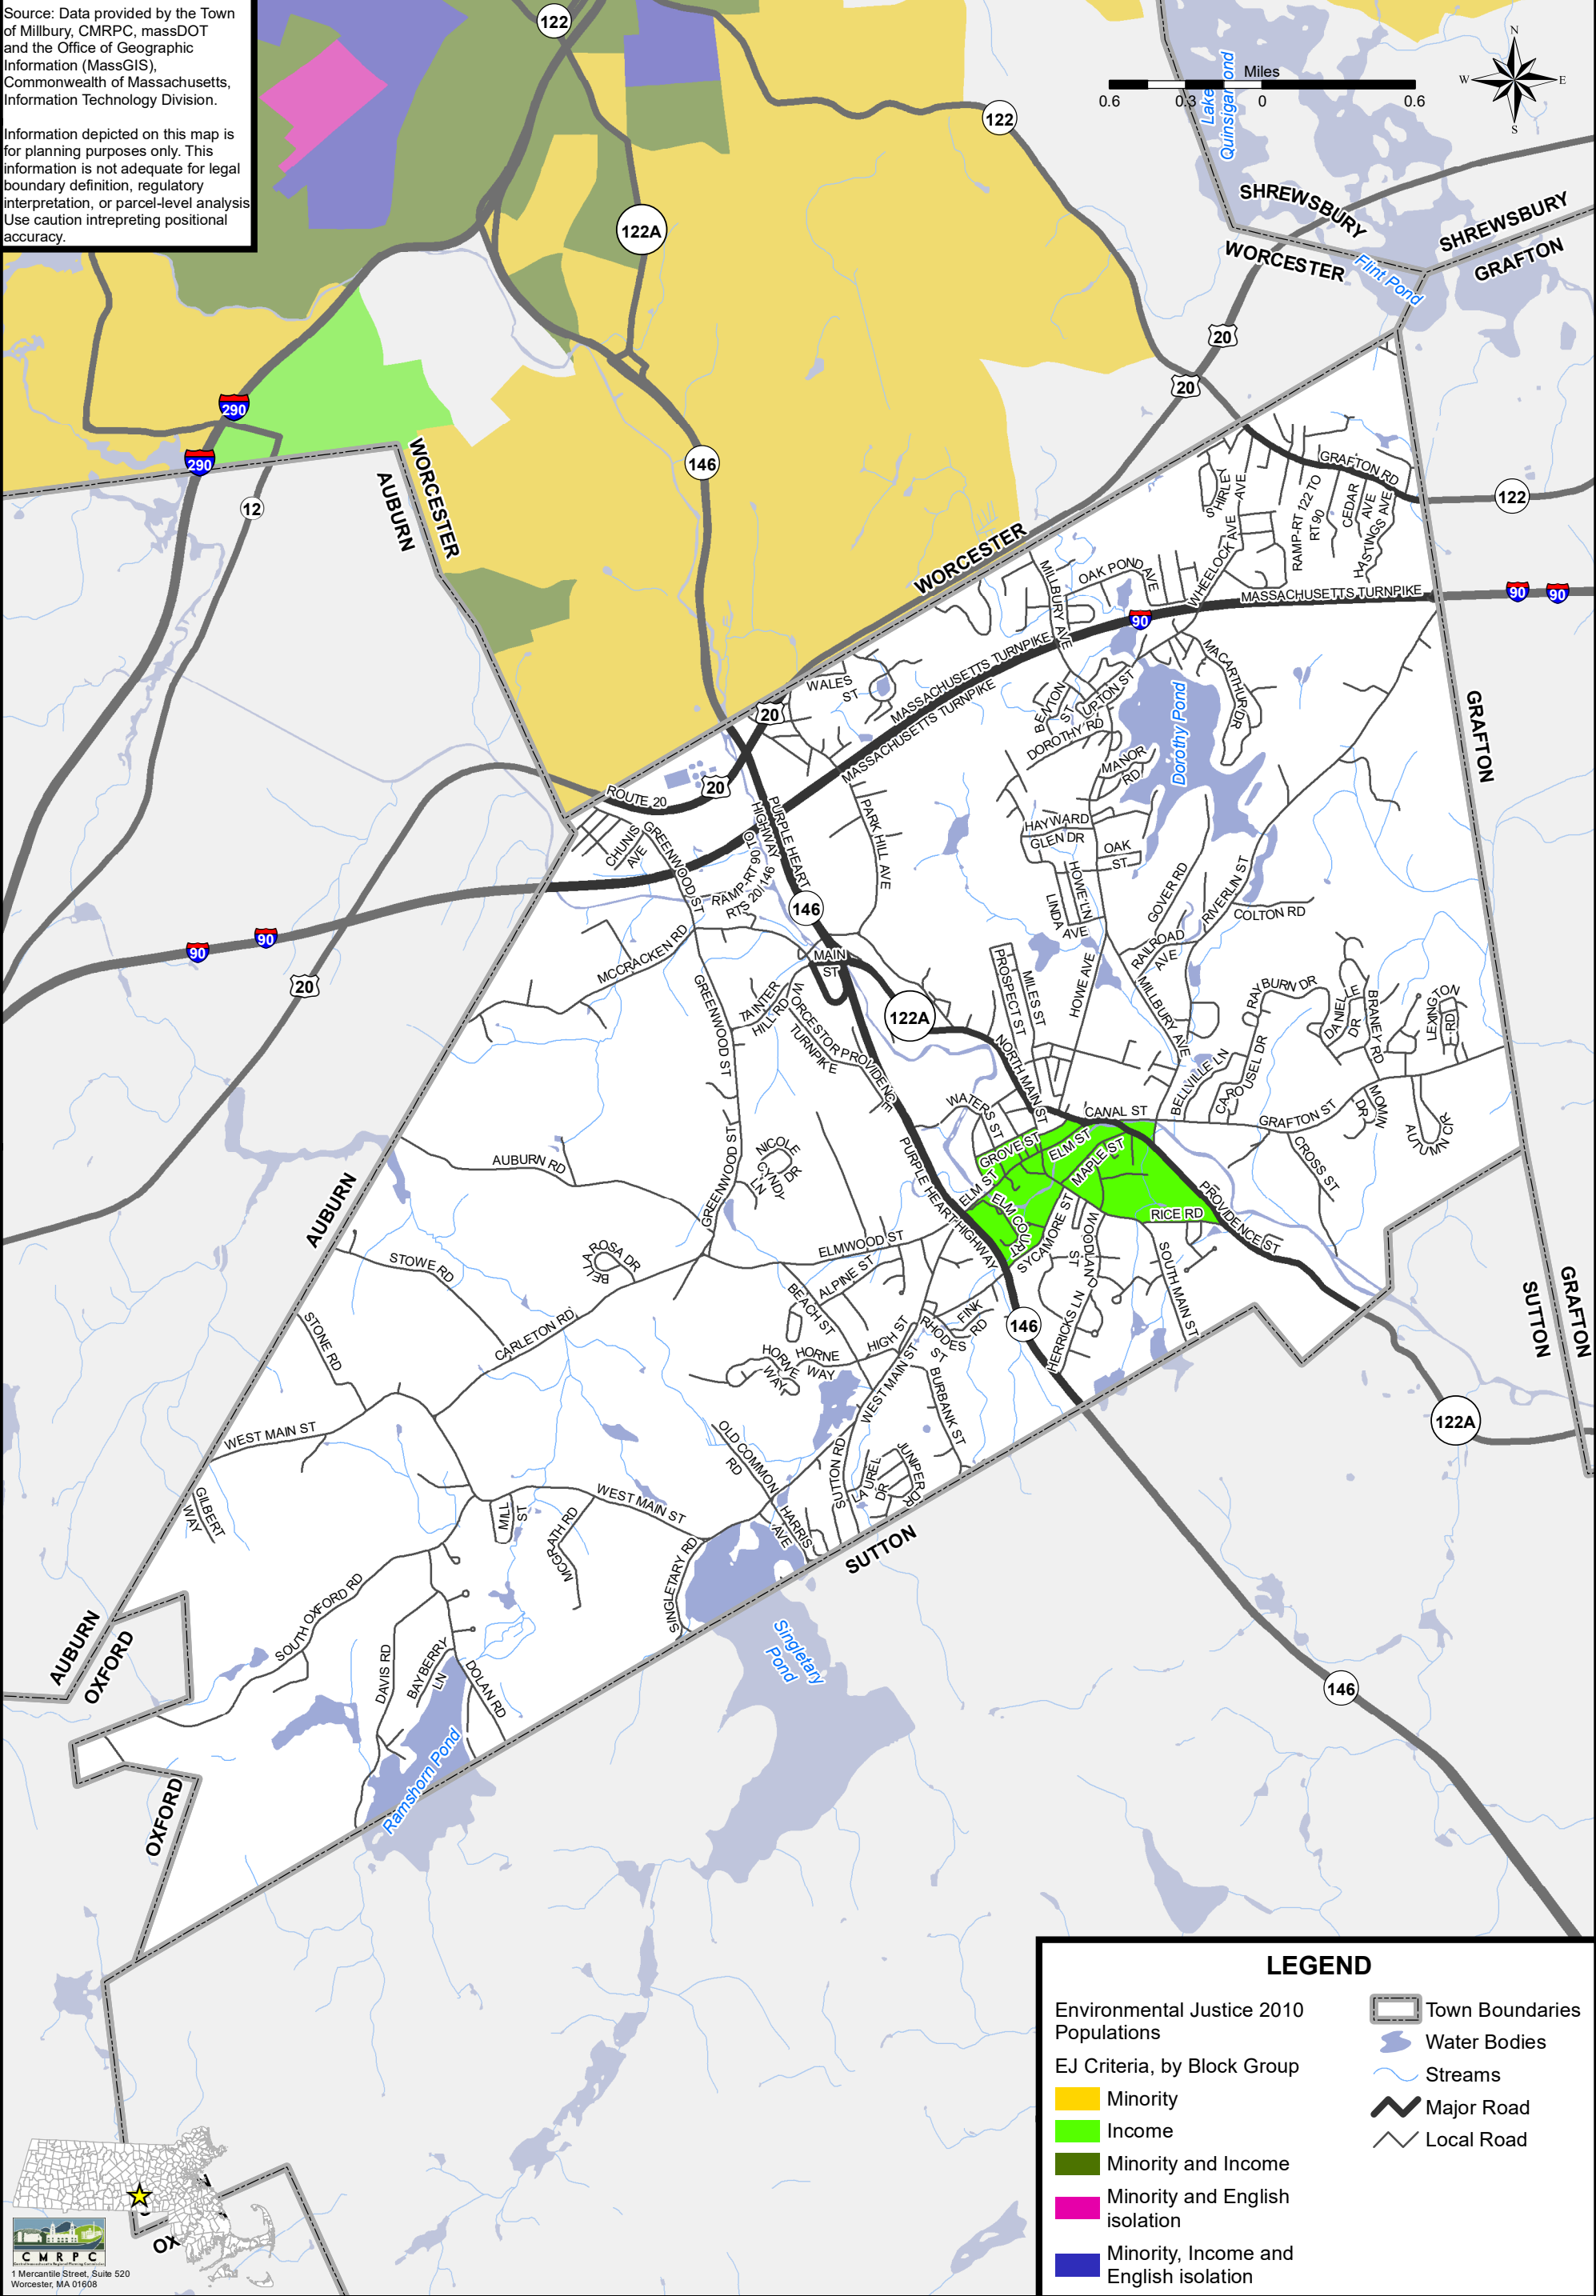 Source: Data provided by the Town
of Millbury, CMRPC, massDOT
and the Office of Geographic
Information (MassGIS),
Commonwealth of Massachusetts,
Information Technology Division.
Information depicted on this map is
for planning purposes only. This
information is not adequate for legal
boundary definition, regulatory
interpretation, or parcel-level analysis
Use caution intrepreting positional
accuracy.
122
122A
122
Miles
0.6
0.3
0
0.6
N
W
E
S
Lake
Quinsigamond
SHREWSBURY
SHREWSBURY
WORCESTER
GRAFTON
Flint Pond
20
20
290
290
12
WORCESTER
AUBURN
146
WORCESTER
GRAFTON RD
122
SHIRLEY
AVE
WHEELOCK AVE
RAMP-RT 122 TO
RT 90
CEDAR
AVE
HASTINGS AVE
MILLBURY AVE
OAK POND AVE
MASSACHUSETTS TURNPIKE
90
90
90
MASSACHUSETTS TURNPIKE
MASSACHUSETTS TURNPIKE
WALES
ST
20
BENTON
ST
UPTON ST
DOROTHY RD
MACARTHUR DR
Dorothy Pond
MANOR
RD
GRAFTON
ROUTE 20
20
CHUNIS
AVE
GREENWOOD ST
PURPLE HEART
HIGHWAY
RAMP-RT 90 TO
RTS 20/146
PARK HILL AVE
HAYWARD
GLEN DR
OAK
ST
HOWE LN
LINDA
AVE
GOVER RD
RIVERLIN ST
COLTON RD
RAILROAD
AVE
146
MAIN
ST
90
90
20
MCCRACKEN RD
GREENWOOD ST
TAINTER
HILL RD
WORCESTOR PROVIDENCE
TURNPIKE
122A
PROSPECT ST
MILES ST
HOWE AVE
MILLBURY AVE
RAYBURN DR
DANIELLE
DR
BRANEY RD
LEXINGTON
RD
NORTH MAIN ST
BELLVILLE LN
CAROUSEL DR
WATERS ST
CANAL ST
GRAFTON ST
MOMIN
DR
AUTUMN CIR
CROSS ST
GROVE ST
ELM ST
MAPLE ST
ELM ST
ELM COURT
ST
SYCAMORE ST
RICE RD
PROVIDENCE ST
WOODLAND
ST
SOUTH MAIN ST
PURPLE HEART HIGHWAY
AUBURN RD
GREENWOOD ST
NICOLE
DR
CYNDY
LN
AUBURN
STOWE RD
BELLA
ROSA DR
ELMWOOD ST
ALPINE ST
BEACH ST
STONE RD
CARLETON RD
HORNE
WAY
HORNE
WAY
HIGH ST
RHODES
ST
FINK
RD
146
HERRICKS LN
WEST MAIN ST
BURBANK ST
GRAFTON
SUTTON
122A
WEST MAIN ST
OLD COMMON
RD
SUTTON RD
LAUREL
DR
JUNIPER
DR
GILBERT
WAY
MILL
ST
WEST MAIN ST
MCGRATH RD
HARRIS
AVE
SUTTON
SINGLETARY RD
SOUTH OXFORD RD
AUBURN
OXFORD
DAVIS RD
BAYBERRY
LN
DOLAN RD
Singletary
Pond
146
Ramshorn Pond
OXFORD
OX
CMRPC
1 Mercantile Street, Suite 520
Worcester, MA 01608
LEGEND
Environmental Justice 2010
Populations
EJ Criteria, by Block Group
Minority
Income
Minority and Income
Minority and English
isolation
Minority, Income and
English isolation
Town Boundaries
Water Bodies
Streams
Major Road
Local Road